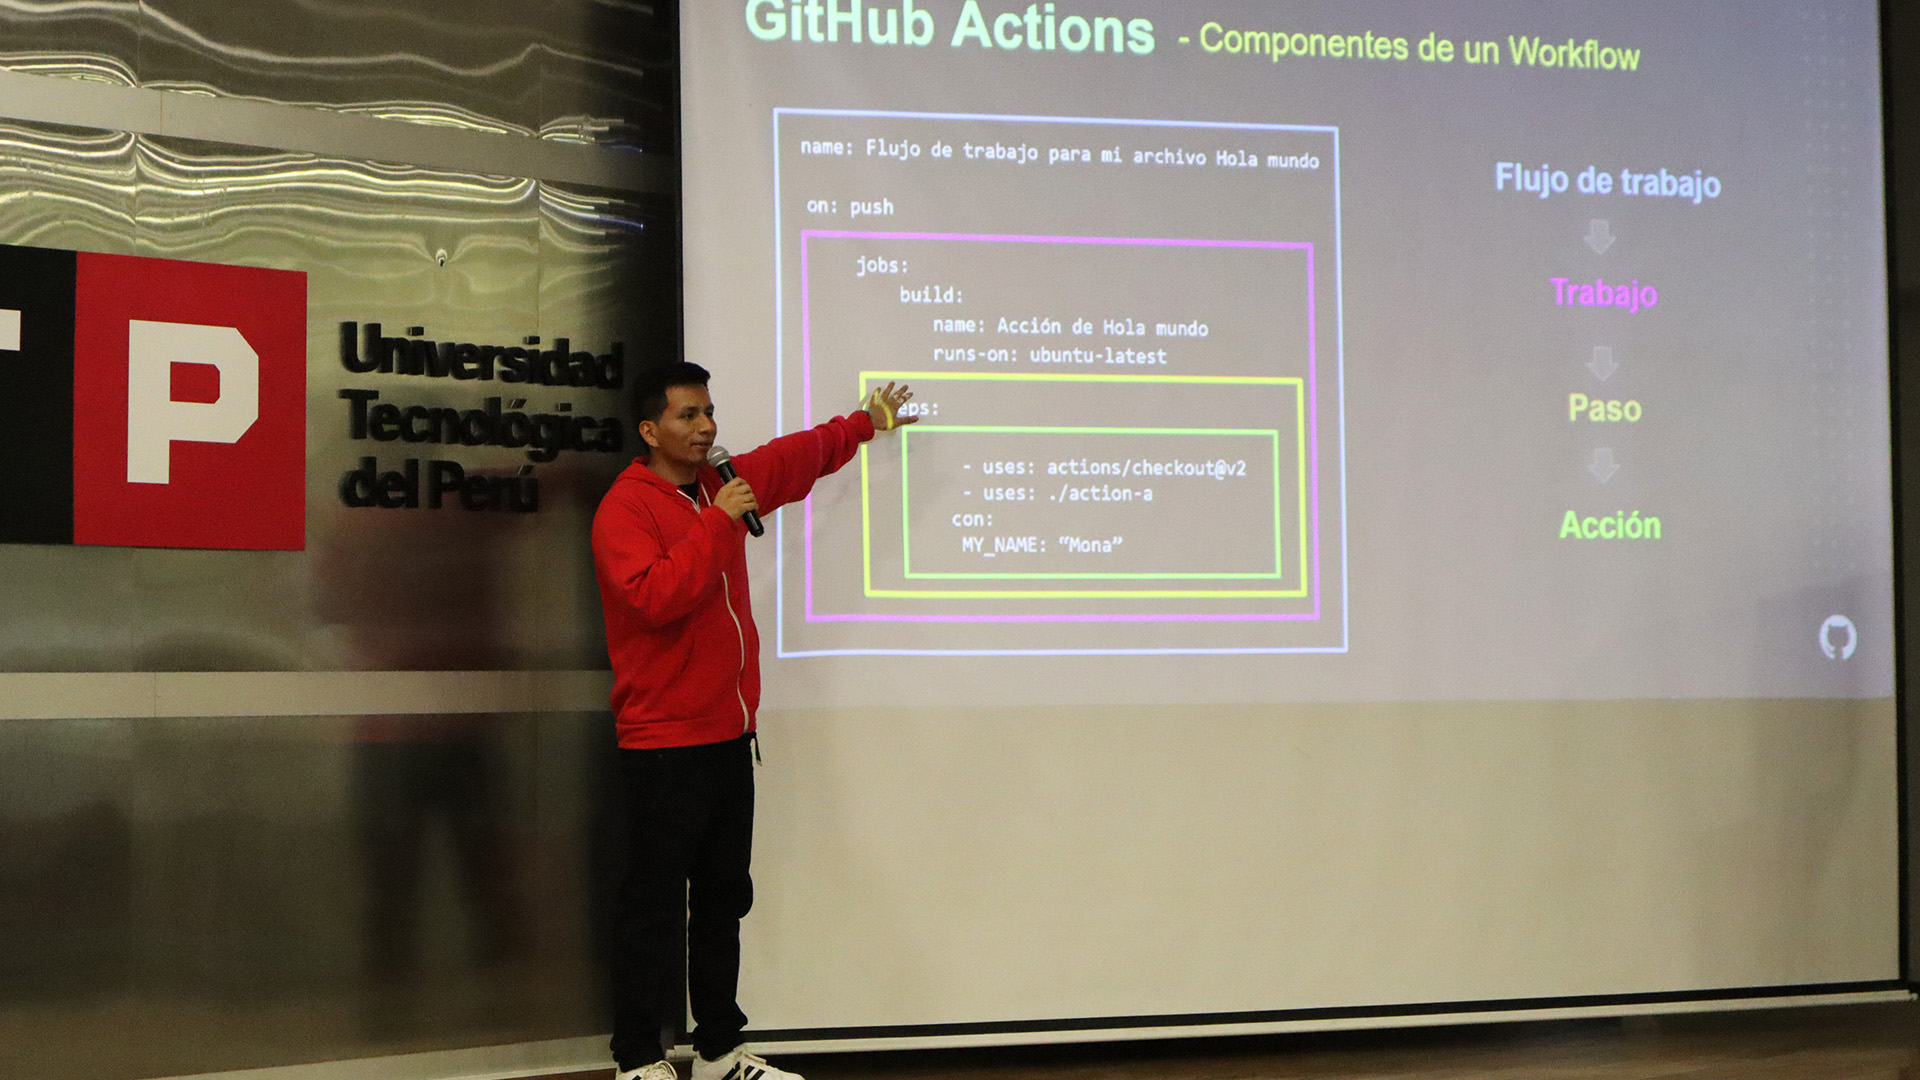 GitHub Actions - Componentes de un Workflow
name: Flujo de trabajo para mi archivo Hola mundo
on: push
jobs:
build:
name: Acción de Hola mundo
runs-on: ubuntu-latest
eps:
- uses: actions/checkout@v2
- uses: ./action-a
con:
MY_NAME: “Mona”
Flujo de trabajo
Trabajo
Paso
Acción
TP
Universidad
Tecnológica
del Perú